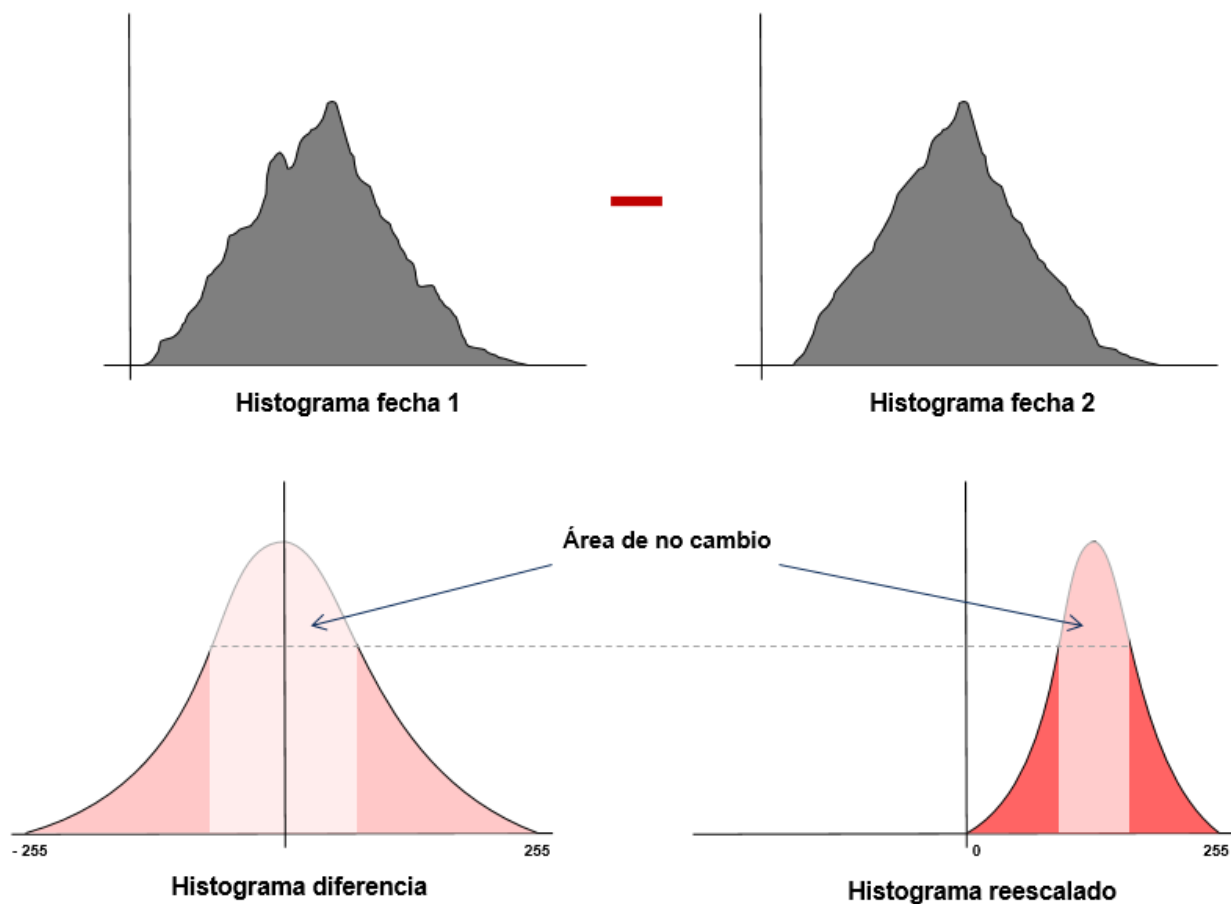 Histograma fecha 1
Histograma fecha 2
Área de no cambio
- 255
255
0
255
Histograma diferencia
Histograma reescalado